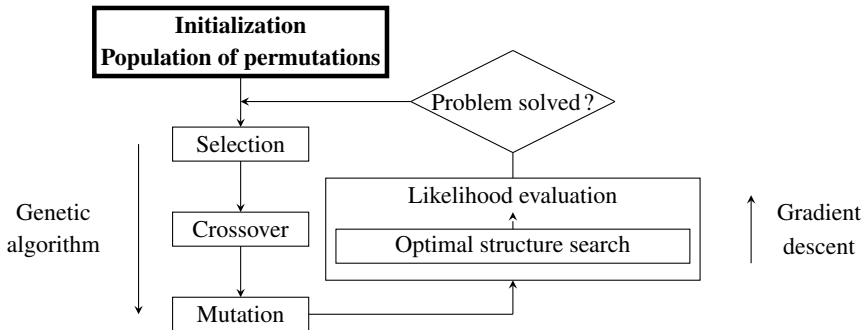 Initialization
Population of permutations
Problem solved ?
Selection
Likelihood evaluation
Genetic
algorithm
Crossover
Optimal structure search
Gradient
descent
Mutation